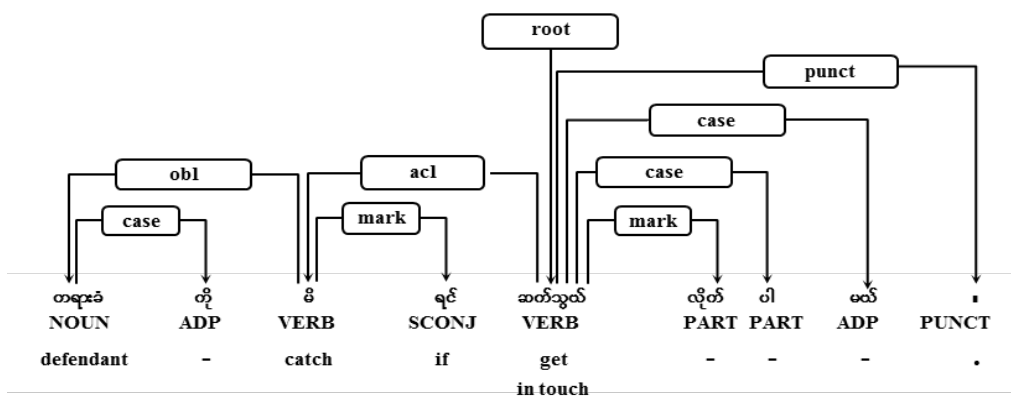 root
punct
case
obl acl case
case mark mark
တရားခံ ကို မိ ရင် ဆက်သွယ် လိုတ် ပါ မယ် ။
NOUN ADP VERB SCONJ VERB PART PART ADP PUNCT
defendant - catch if get - - - .
in touch